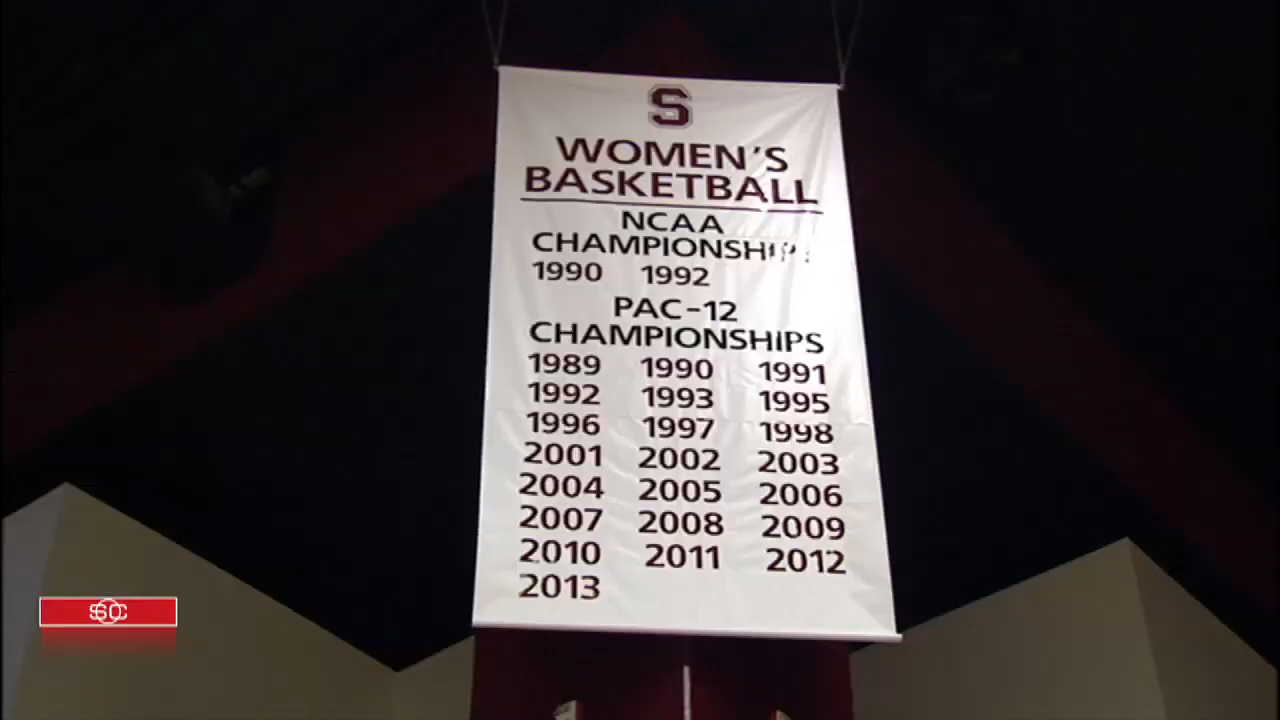 S
WOMEN'S
BASKETBALL
NCAA
CHAMPIONSHIPS
1990 1992
PAC-12
CHAMPIONSHIPS
1989 1990 1991
1992 1993 1995
1996 1997 1998
2001 2002 2003
2004 2005 2006
2007 2008 2009
2010 2011 2012
2013